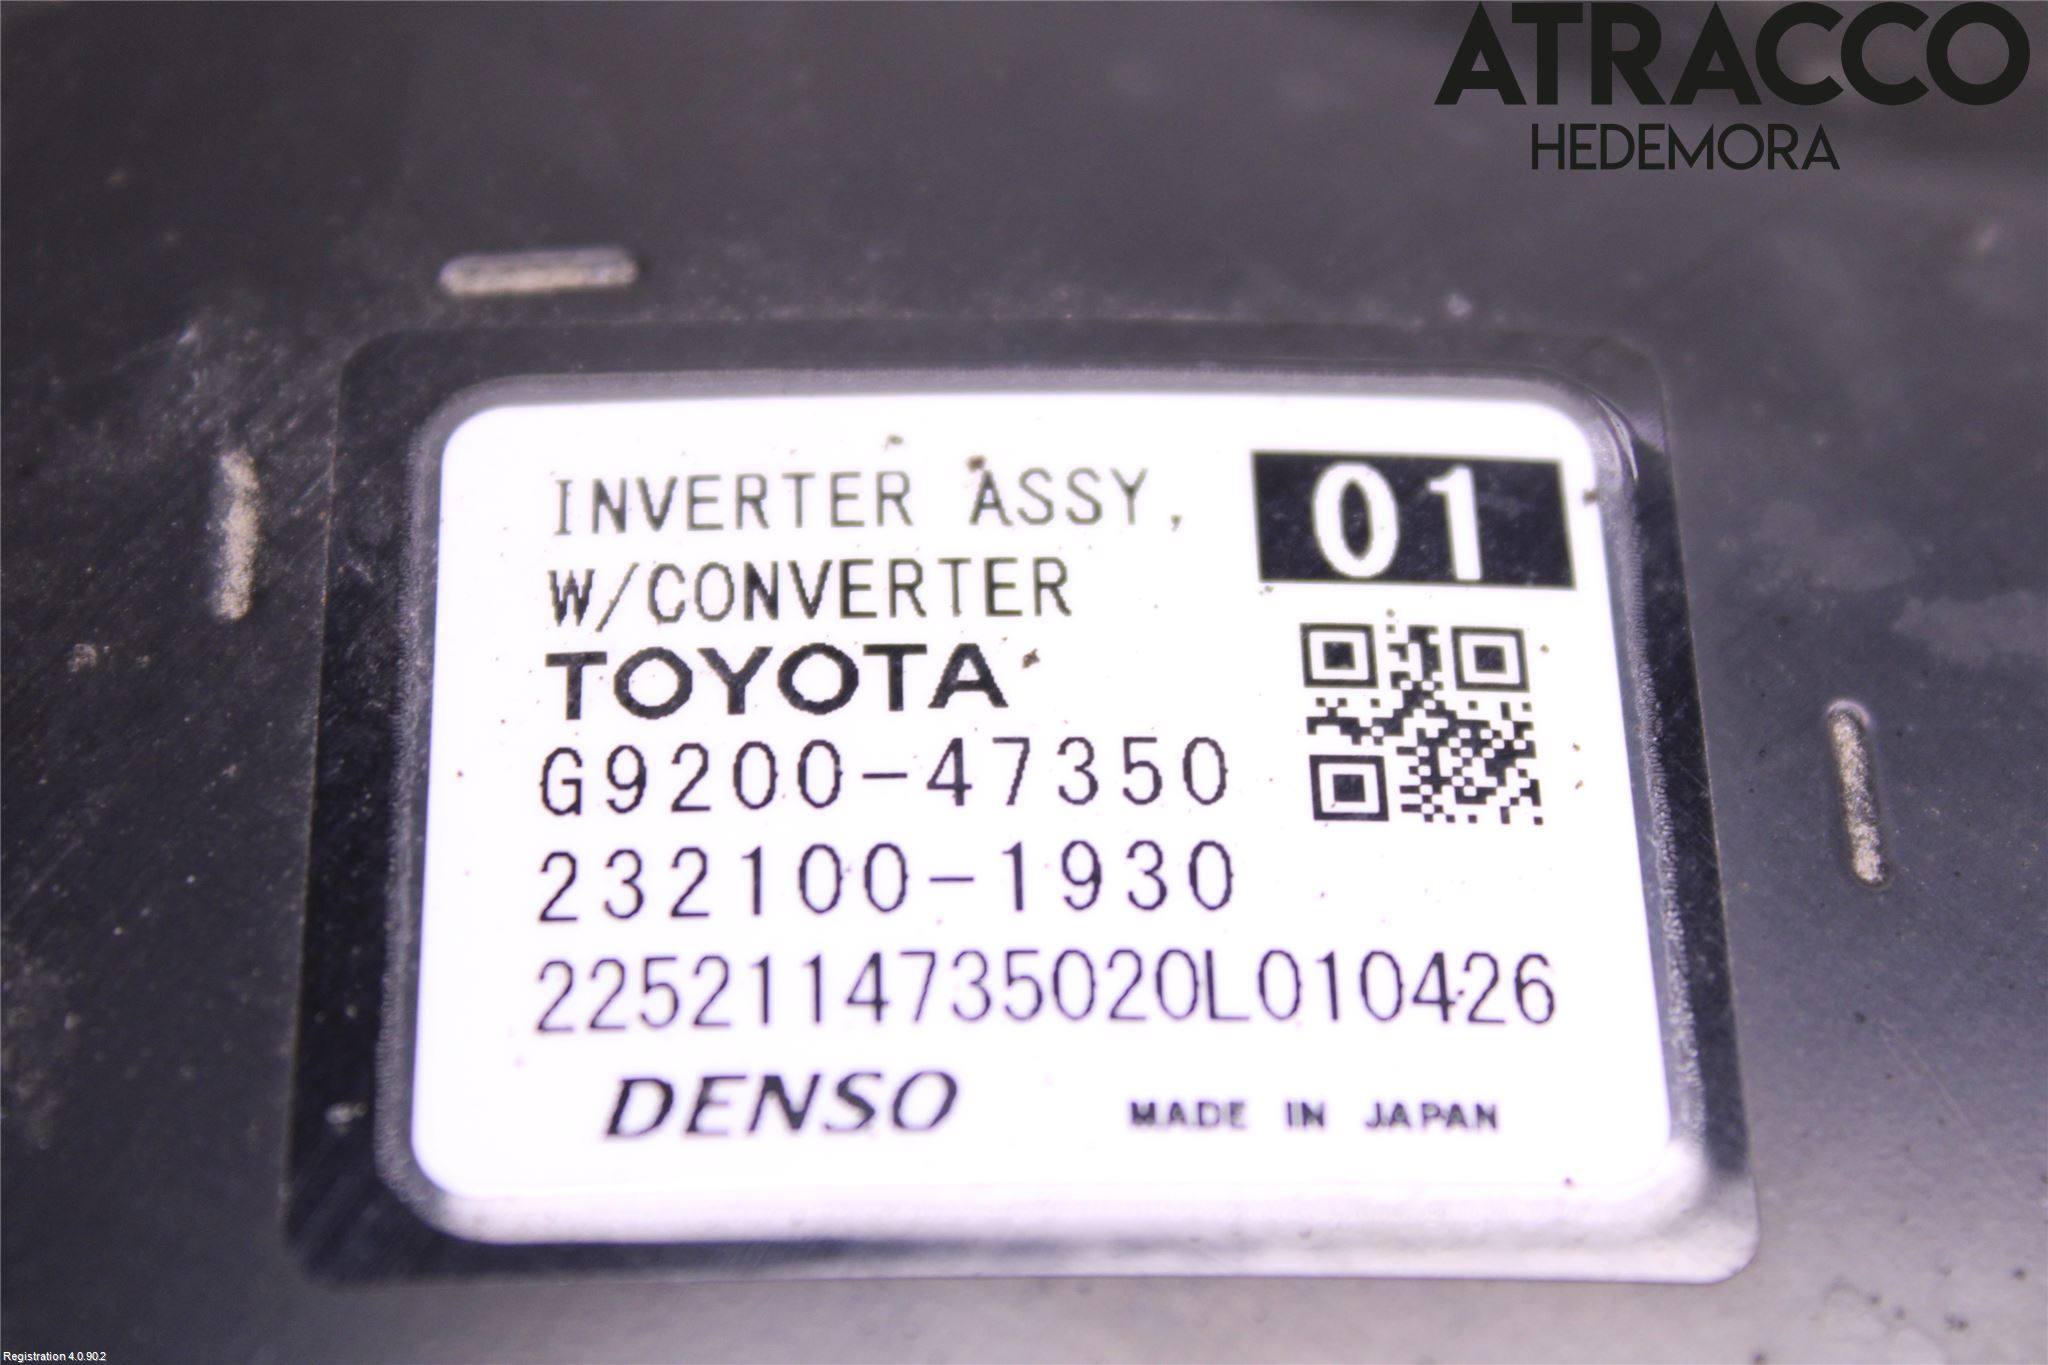 ATRACCO
HEDEMORA
INVERTER ASSY, 01
W/CONVERTER
TOYOTA
G9200-47350
232100-1930
2252114735020L010426
DENSO MADE IN JAPAN
Registration 4.0.90.2